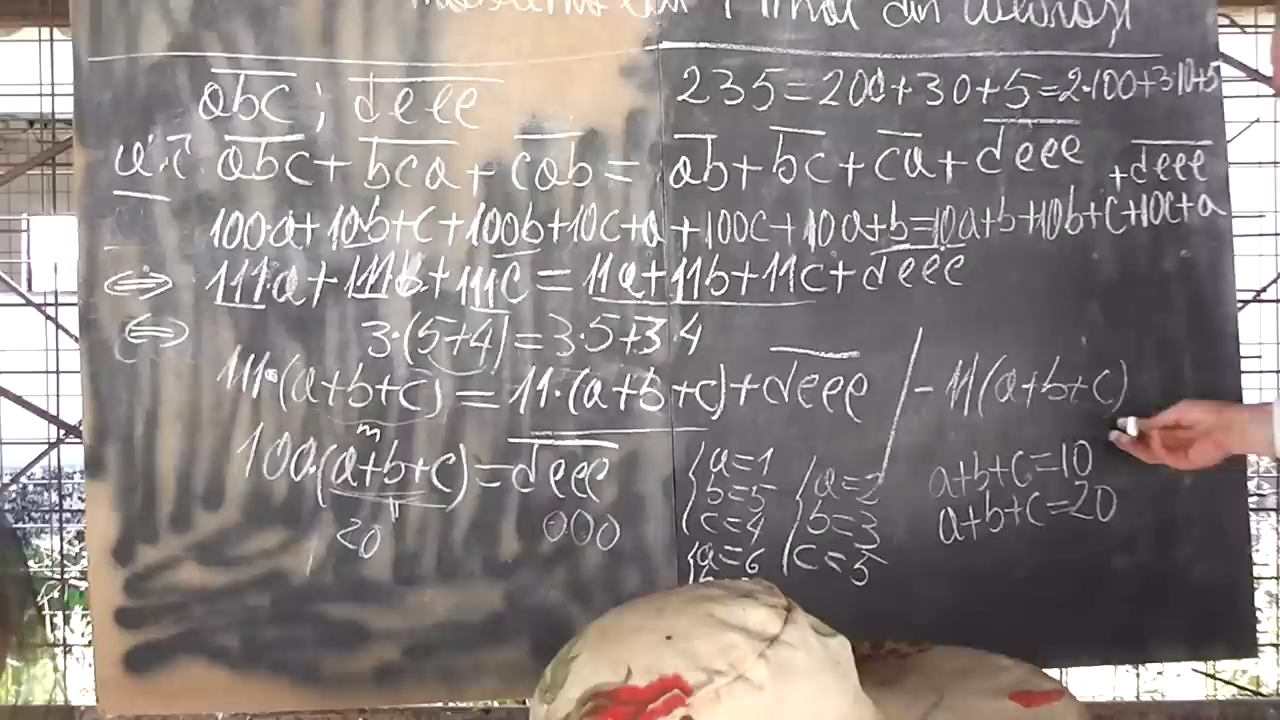 din
abc ; deee
235=200+30+5=2·100+3·10+5
a.î. abc + bca + cab = ab + bc + ca + deee
+deee
100a+10b+c+100b+10c+a+100c+10a+b=10a+b+10b+c+10c+a
⇔ 111a+111b+111c=11a+11b+11c+deee
⇔ 3·(5+4)=3·5+3·4
111·(a+b+c)=11·(a+b+c)+deee /-11(a+b+c)
m
100·(a+b+c)=deee
20
000
a=1
b=5
c=4
a=2
b=3
c=5
a+b+c=10
a+b+c=20
a=6